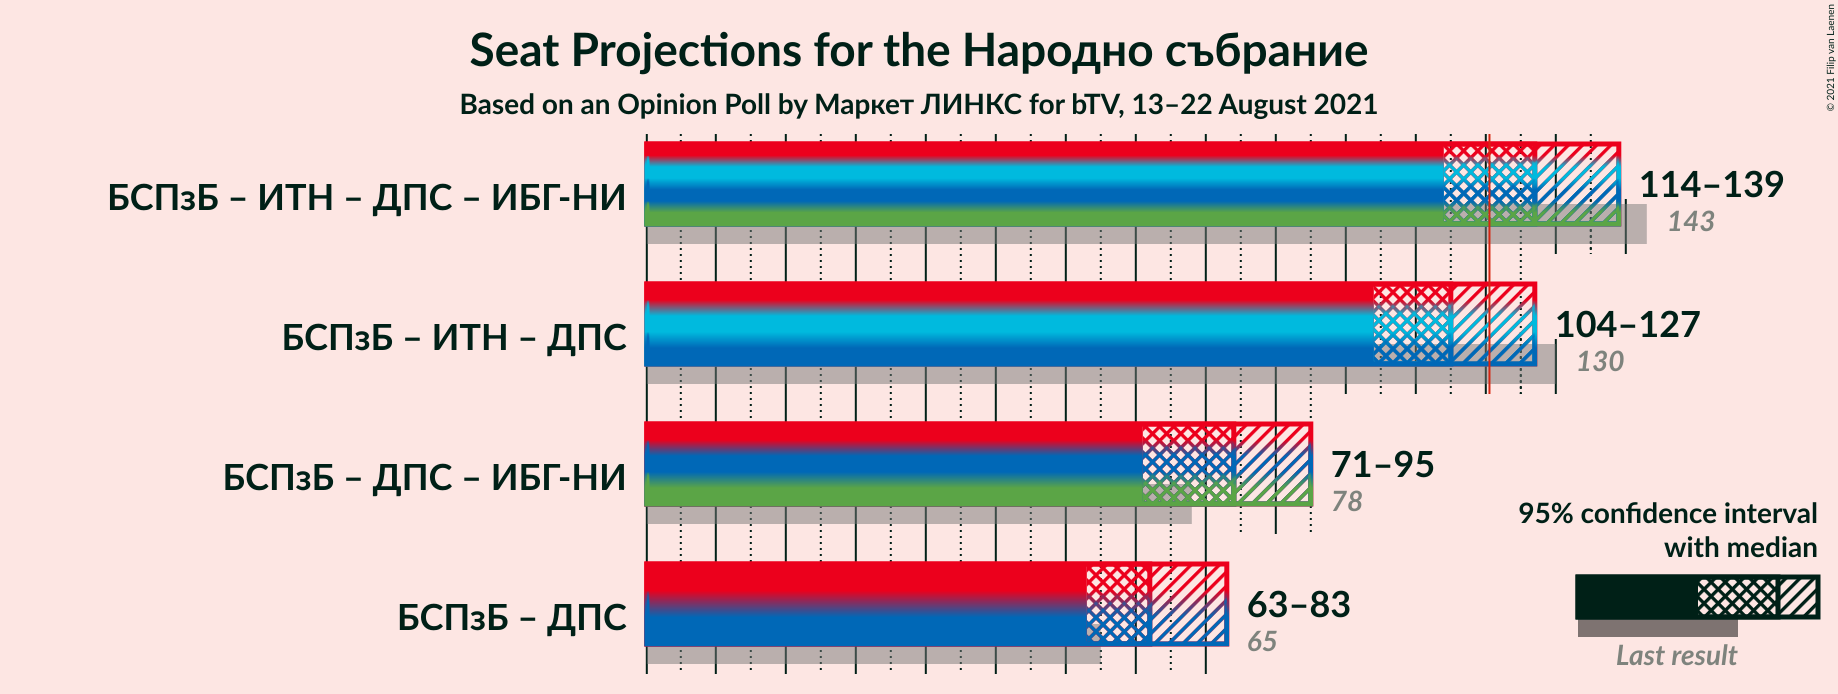 Seat Projections for the Народно събрание
Based on an Opinion Poll by Маркет ЛИНКС for bTV, 13–22 August 2021
© 2021 Filip van Laenen
БСПзБ – ИТН – ДПС – ИБГ-НИ
114–139
143
БСПзБ – ИТН – ДПС
104–127
130
БСПзБ – ДПС – ИБГ-НИ
71–95
78
БСПзБ – ДПС
63–83
65
95% confidence interval
with median
Last result